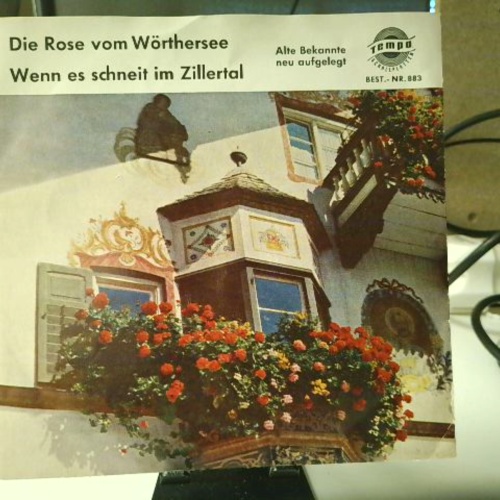 Die Rose vom Wörthersee
Wenn es schneit im Zillertal
Alte Bekannte
neu aufgelegt
Tempo
BEST.-NR. 883